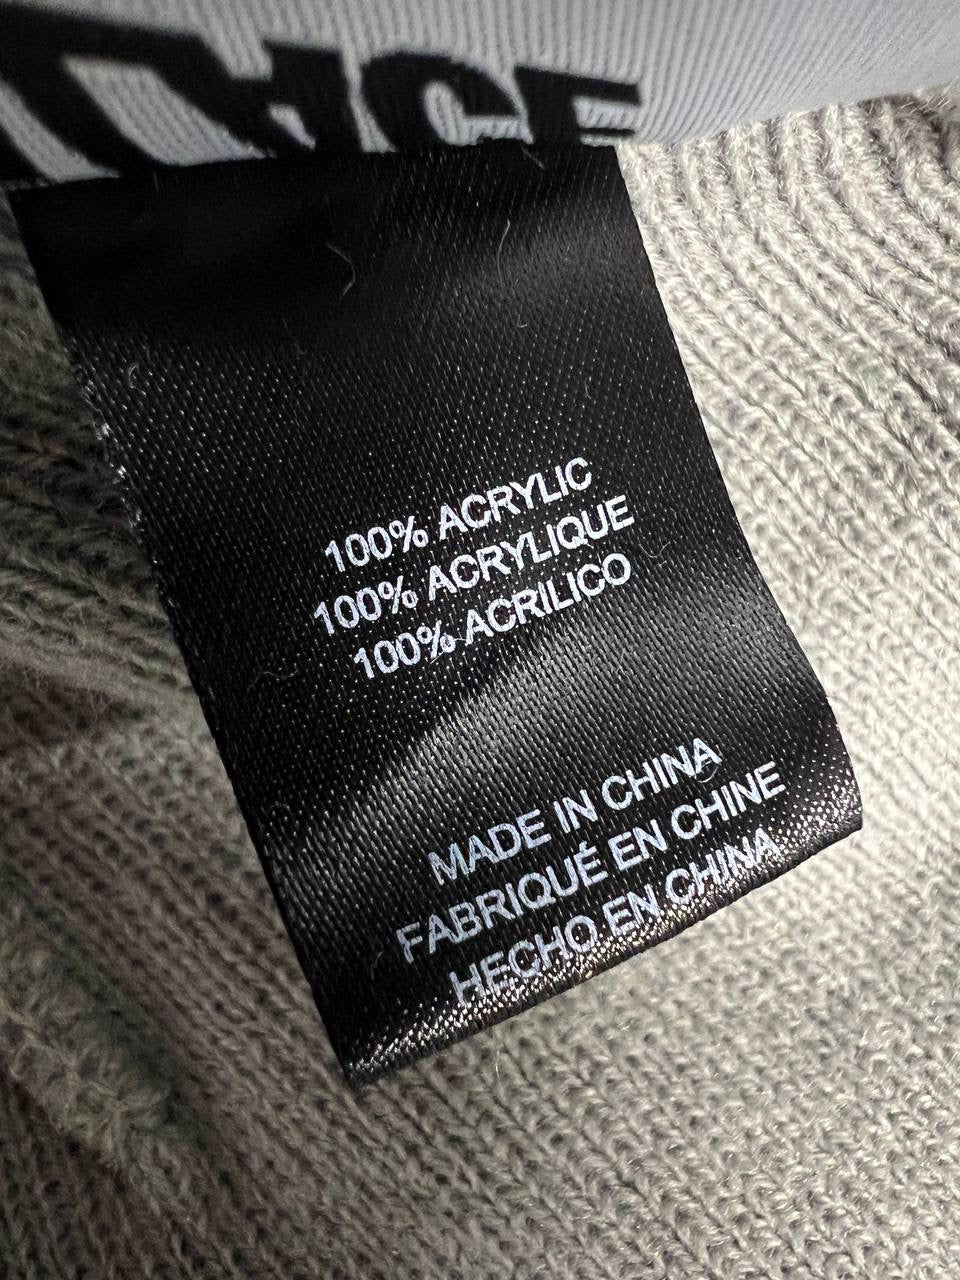 100% ACRYLIC
100% ACRYLIQUE
100% ACRILICO
MADE IN CHINA
FABRIQUÉ EN CHINE
HECHO EN CHINA